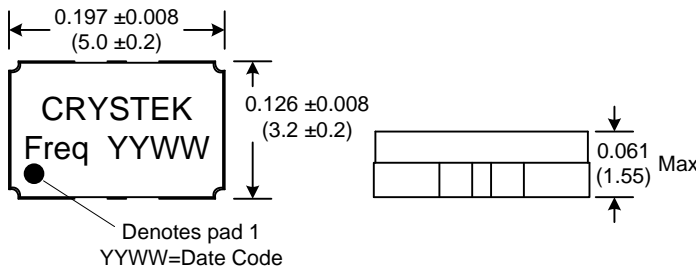 0.197 ±0.008
(5.0 ±0.2)
CRYSTEK
Freq YYWW
0.126 ±0.008
(3.2 ±0.2)
0.061
(1.55)
Max
Denotes pad 1
YYWW=Date Code